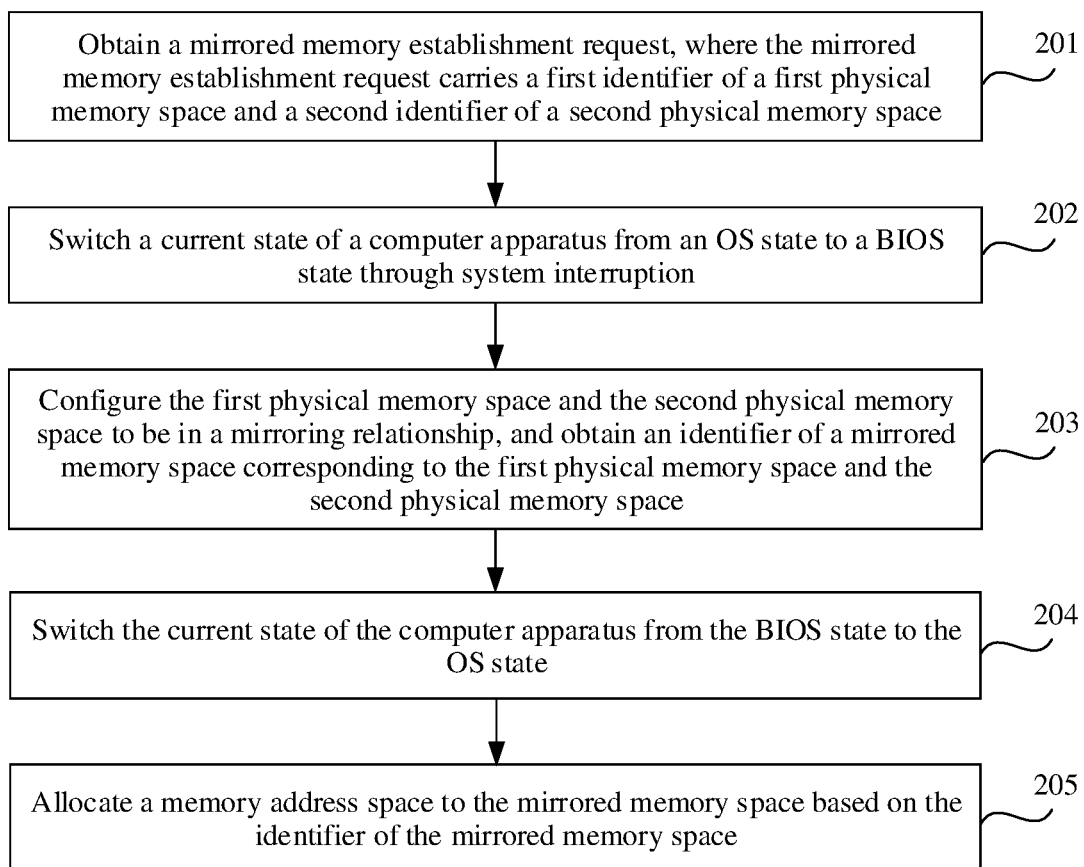 Obtain a mirrored memory establishment request, where the mirrored
memory establishment request carries a first identifier of a first physical
memory space and a second identifier of a second physical memory space
201
Switch a current state of a computer apparatus from an OS state to a BIOS
state through system interruption
202
Configure the first physical memory space and the second physical memory
space to be in a mirroring relationship, and obtain an identifier of a mirrored
memory space corresponding to the first physical memory space and the
second physical memory space
203
Switch the current state of the computer apparatus from the BIOS state to the
OS state
204
Allocate a memory address space to the mirrored memory space based on the
identifier of the mirrored memory space
205